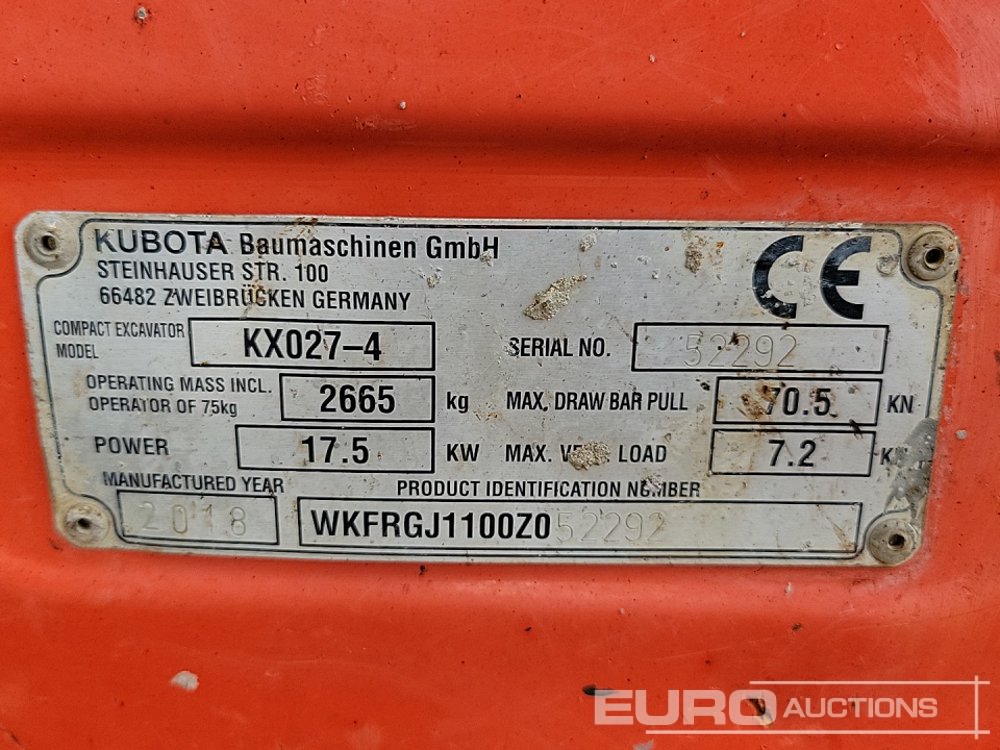 KUBOTA Baumaschinen GmbH
STEINHAUSER STR. 100
66482 ZWEIBRÜCKEN GERMANY
CE
COMPACT EXCAVATOR MODEL KX027-4 SERIAL NO. 52292
OPERATING MASS INCL. OPERATOR OF 75kg 2665 kg MAX. DRAW BAR PULL 70.5 KN
POWER 17.5 KW MAX. LOAD 7.2
MANUFACTURED YEAR PRODUCT IDENTIFICATION NUMBER
2018 WKFRGJ1100Z052292
EURO AUCTIONS